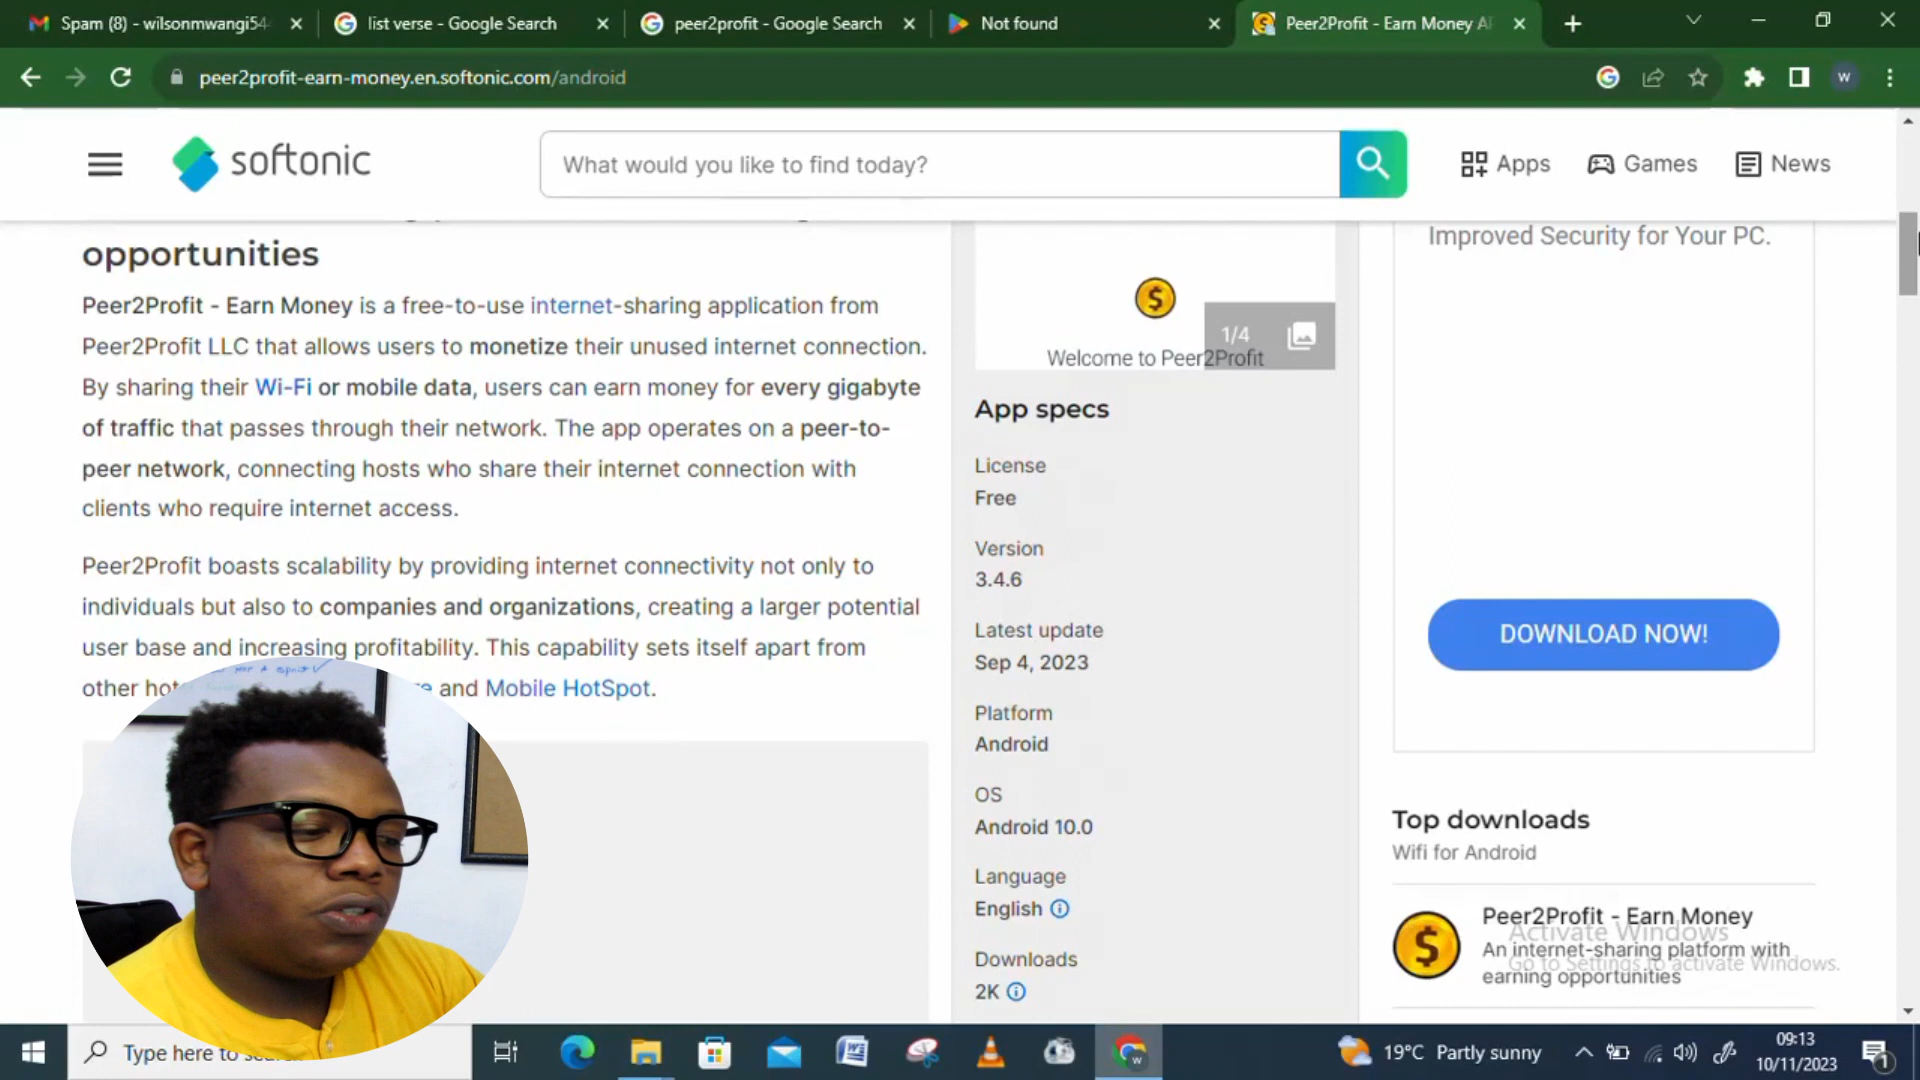 Spam (8) - wilsonmwangi54
list verse - Google Search
peer2profit - Google Search
Not found
Peer2Profit - Earn Money AP
peer2profit-earn-money.en.softonic.com/android
W
softonic
What would you like to find today?
Apps
Games
News
opportunities
Peer2Profit - Earn Money is a free-to-use internet-sharing application from
Peer2Profit LLC that allows users to monetize their unused internet connection.
By sharing their Wi-Fi or mobile data, users can earn money for every gigabyte
of traffic that passes through their network. The app operates on a peer-to-
peer network, connecting hosts who share their internet connection with
clients who require internet access.
Peer2Profit boasts scalability by providing internet connectivity not only to
individuals but also to companies and organizations, creating a larger potential
user base and increasing profitability. This capability sets itself apart from
other and Mobile HotSpot.
$
1/4
Welcome to Peer2Profit
App specs
License
Free
Version
3.4.6
Latest update
Sep 4, 2023
Platform
Android
OS
Android 10.0
Language
English
Downloads
2K
Improved Security for Your PC.
DOWNLOAD NOW!
Top downloads
Wifi for Android
$
Peer2Profit - Earn Money
An internet-sharing platform with
earning opportunities
Activate Windows
Go to Settings to activate Windows.
Type here to search
19°C Partly sunny
09:13
10/11/2023
1